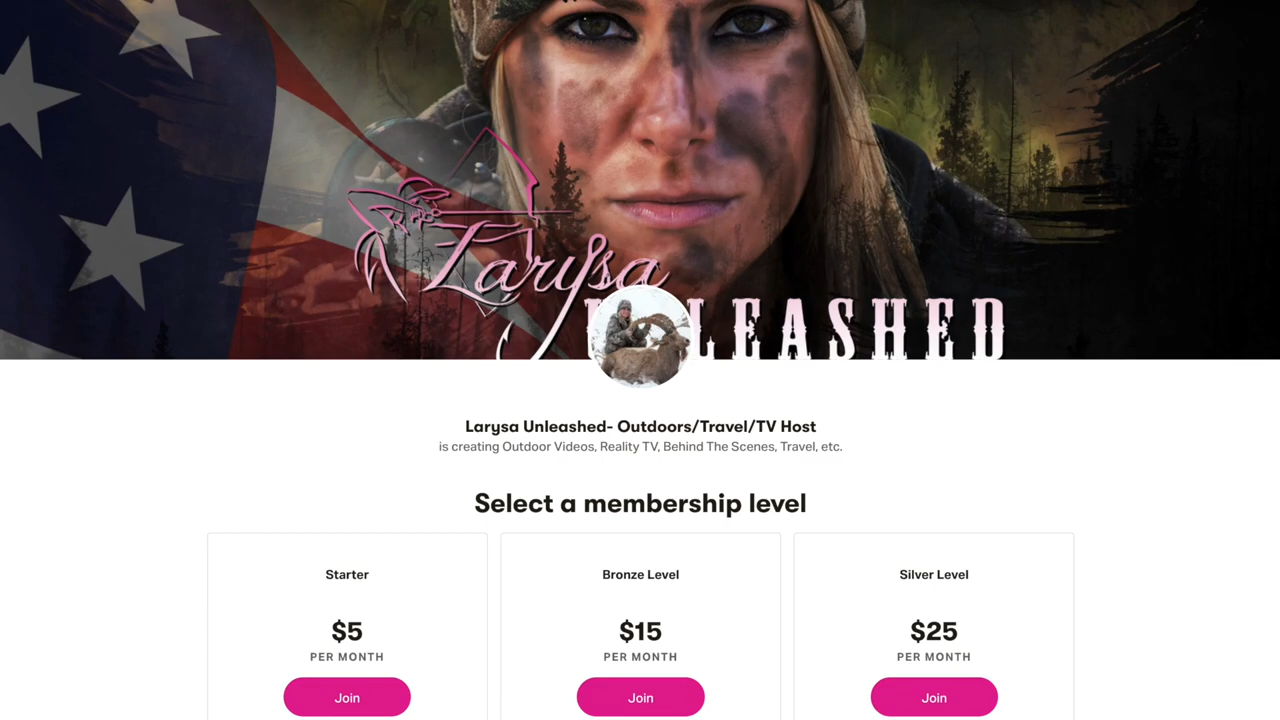 Larysa
UNLEASHED
Larysa Unleashed- Outdoors/Travel/TV Host
is creating Outdoor Videos, Reality TV, Behind The Scenes, Travel, etc.
Select a membership level
Starter
Bronze Level
Silver Level
$5
$15
$25
PER MONTH
PER MONTH
PER MONTH
Join
Join
Join